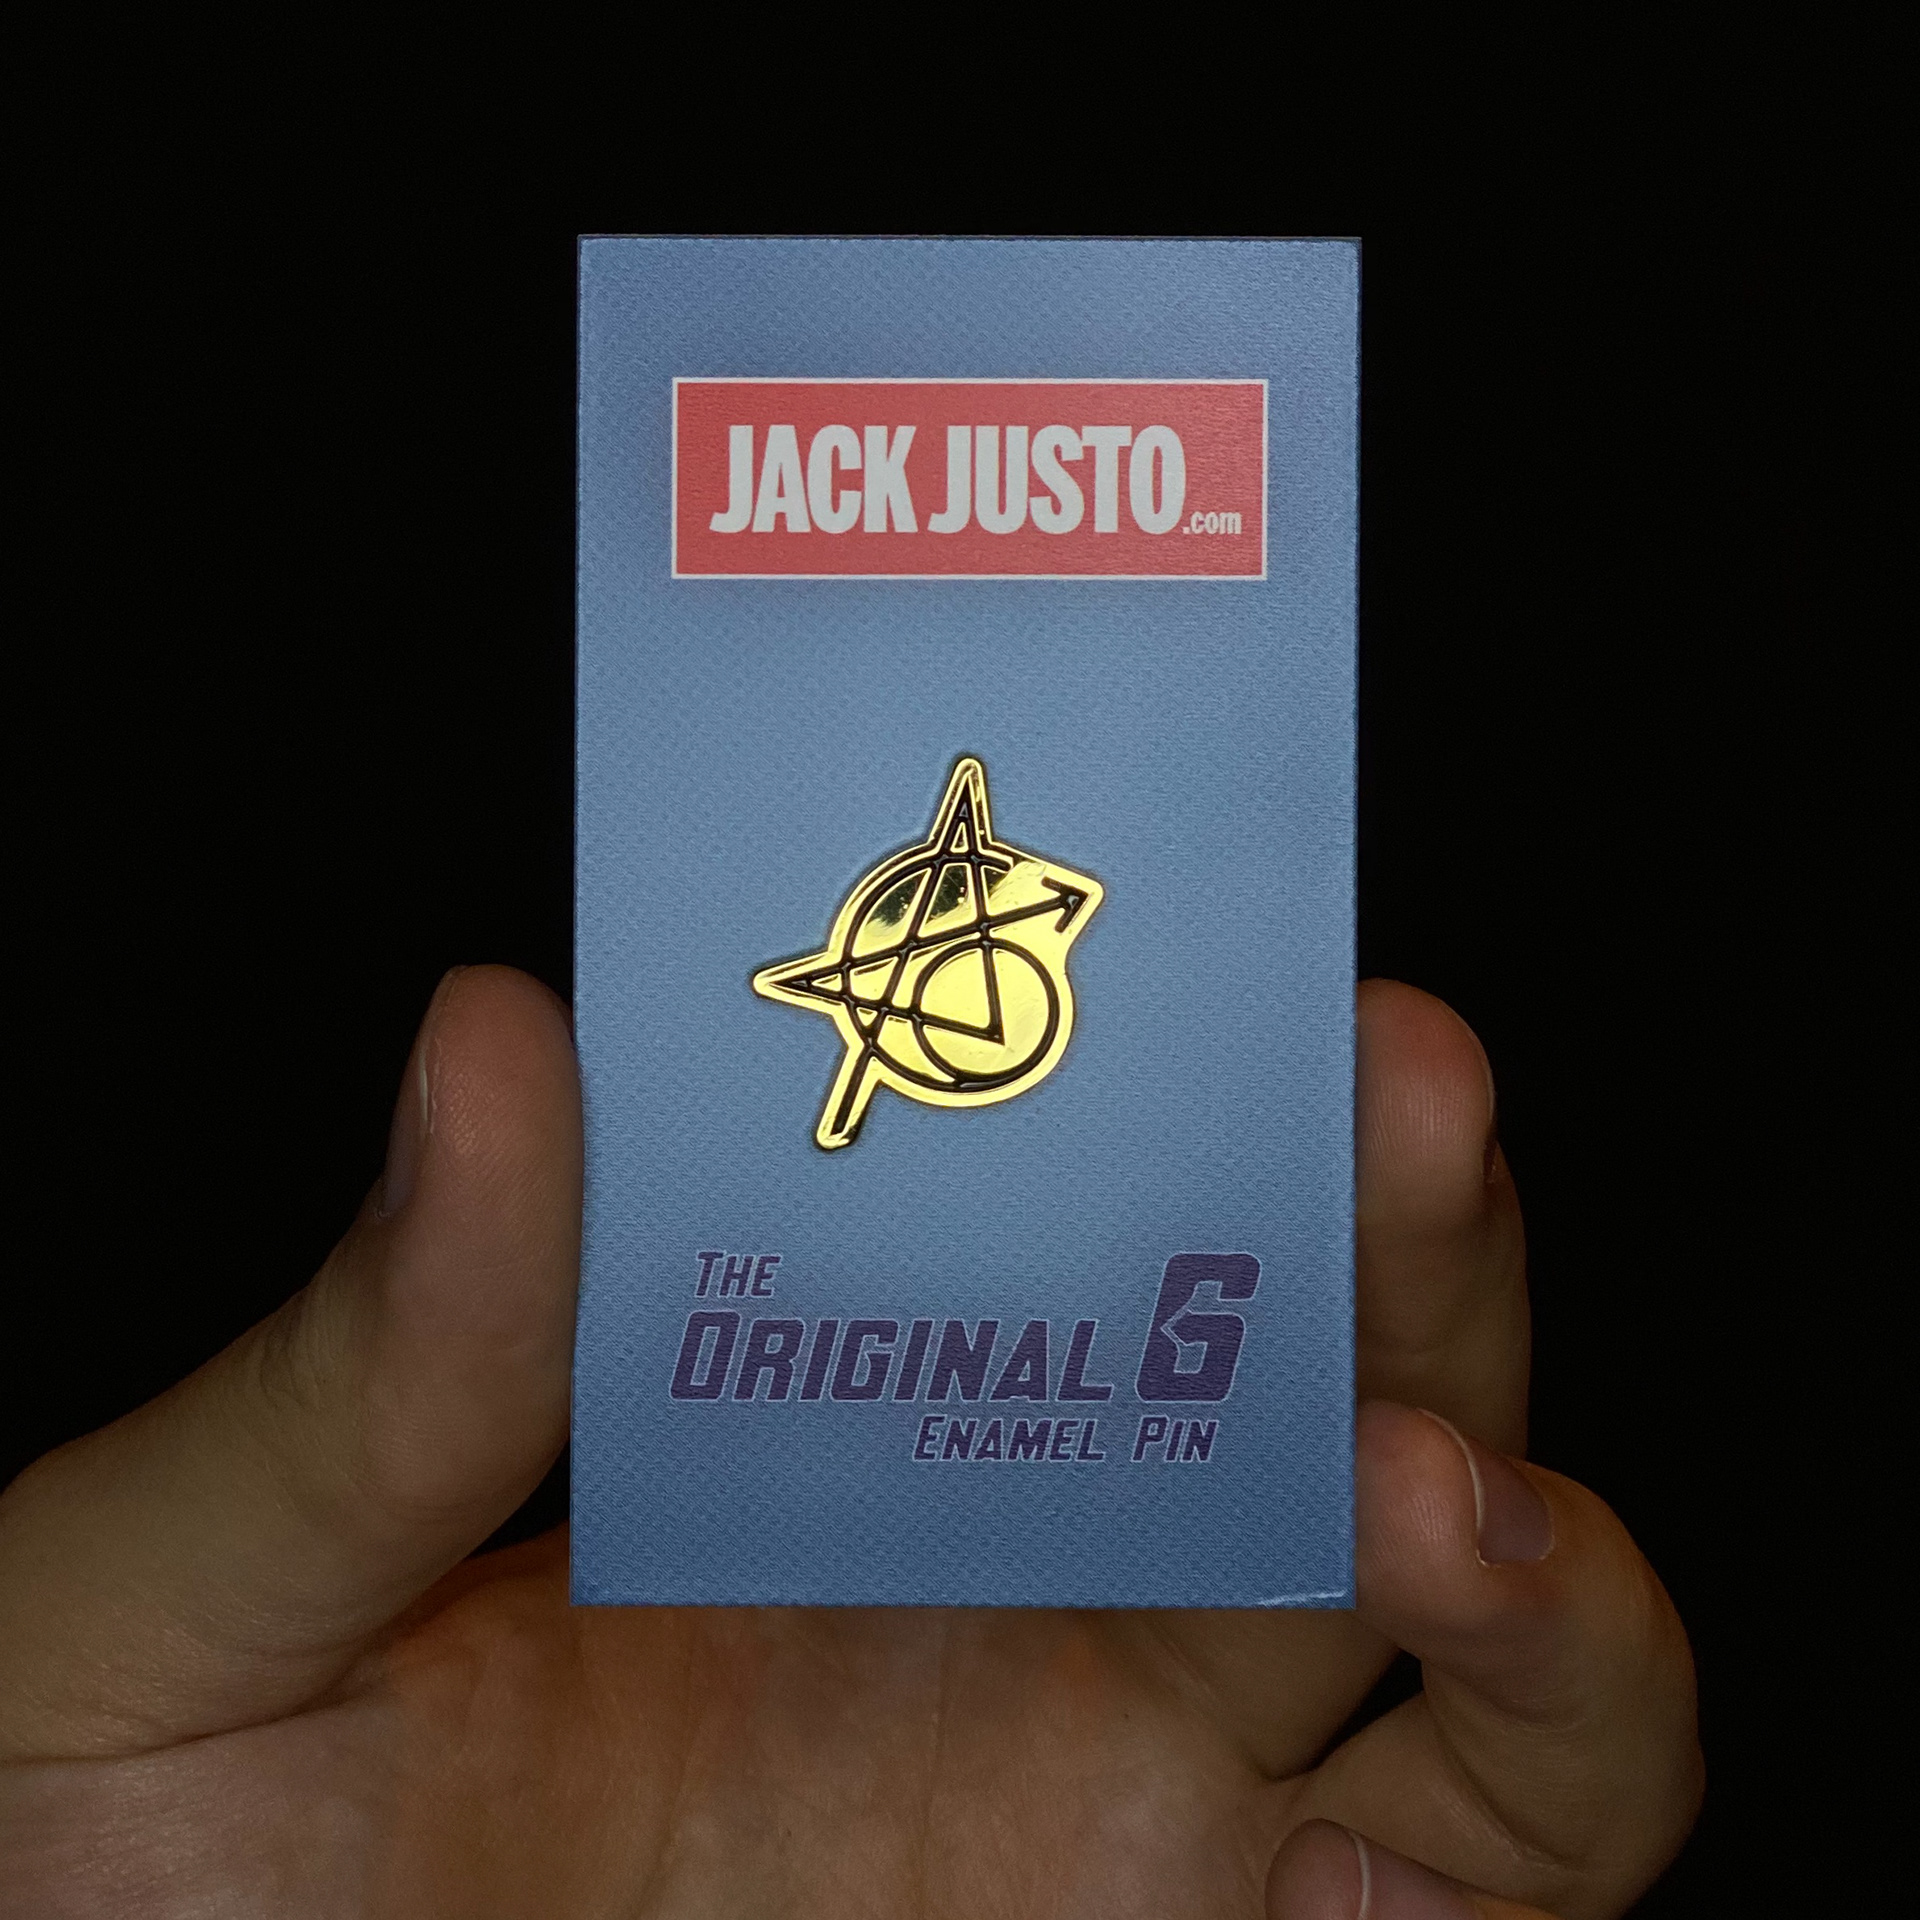 JACK JUSTO.com
THE
ORIGINAL 6
ENAMEL PIN